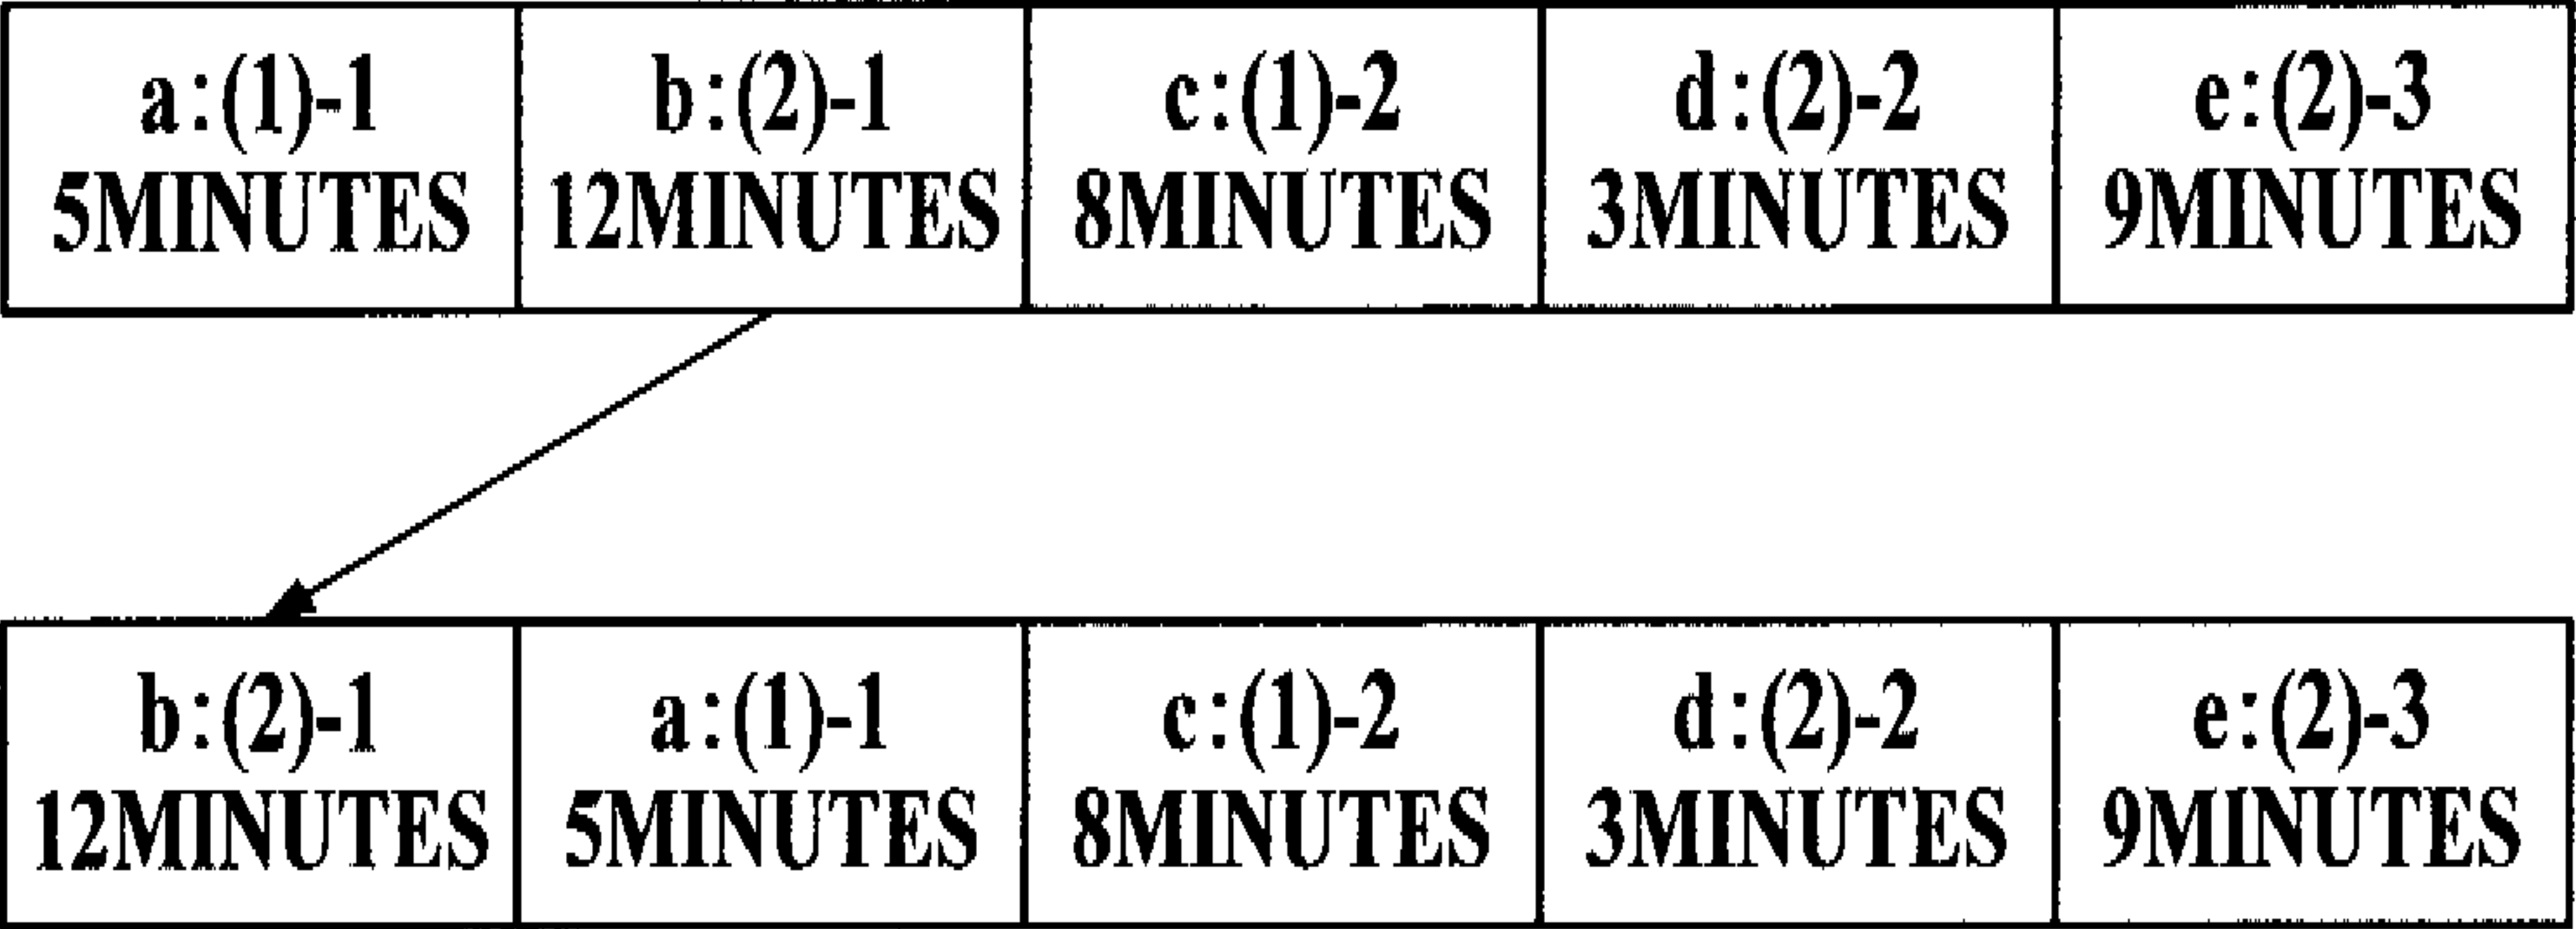 a:(1)-1 b:(2)-1 c:(1)-2 d:(2)-2 e:(2)-3
5MINUTES 12MINUTES 8MINUTES 3MINUTES 9MINUTES
b:(2)-1 a:(1)-1 c:(1)-2 d:(2)-2 e:(2)-3
12MINUTES 5MINUTES 8MINUTES 3MINUTES 9MINUTES